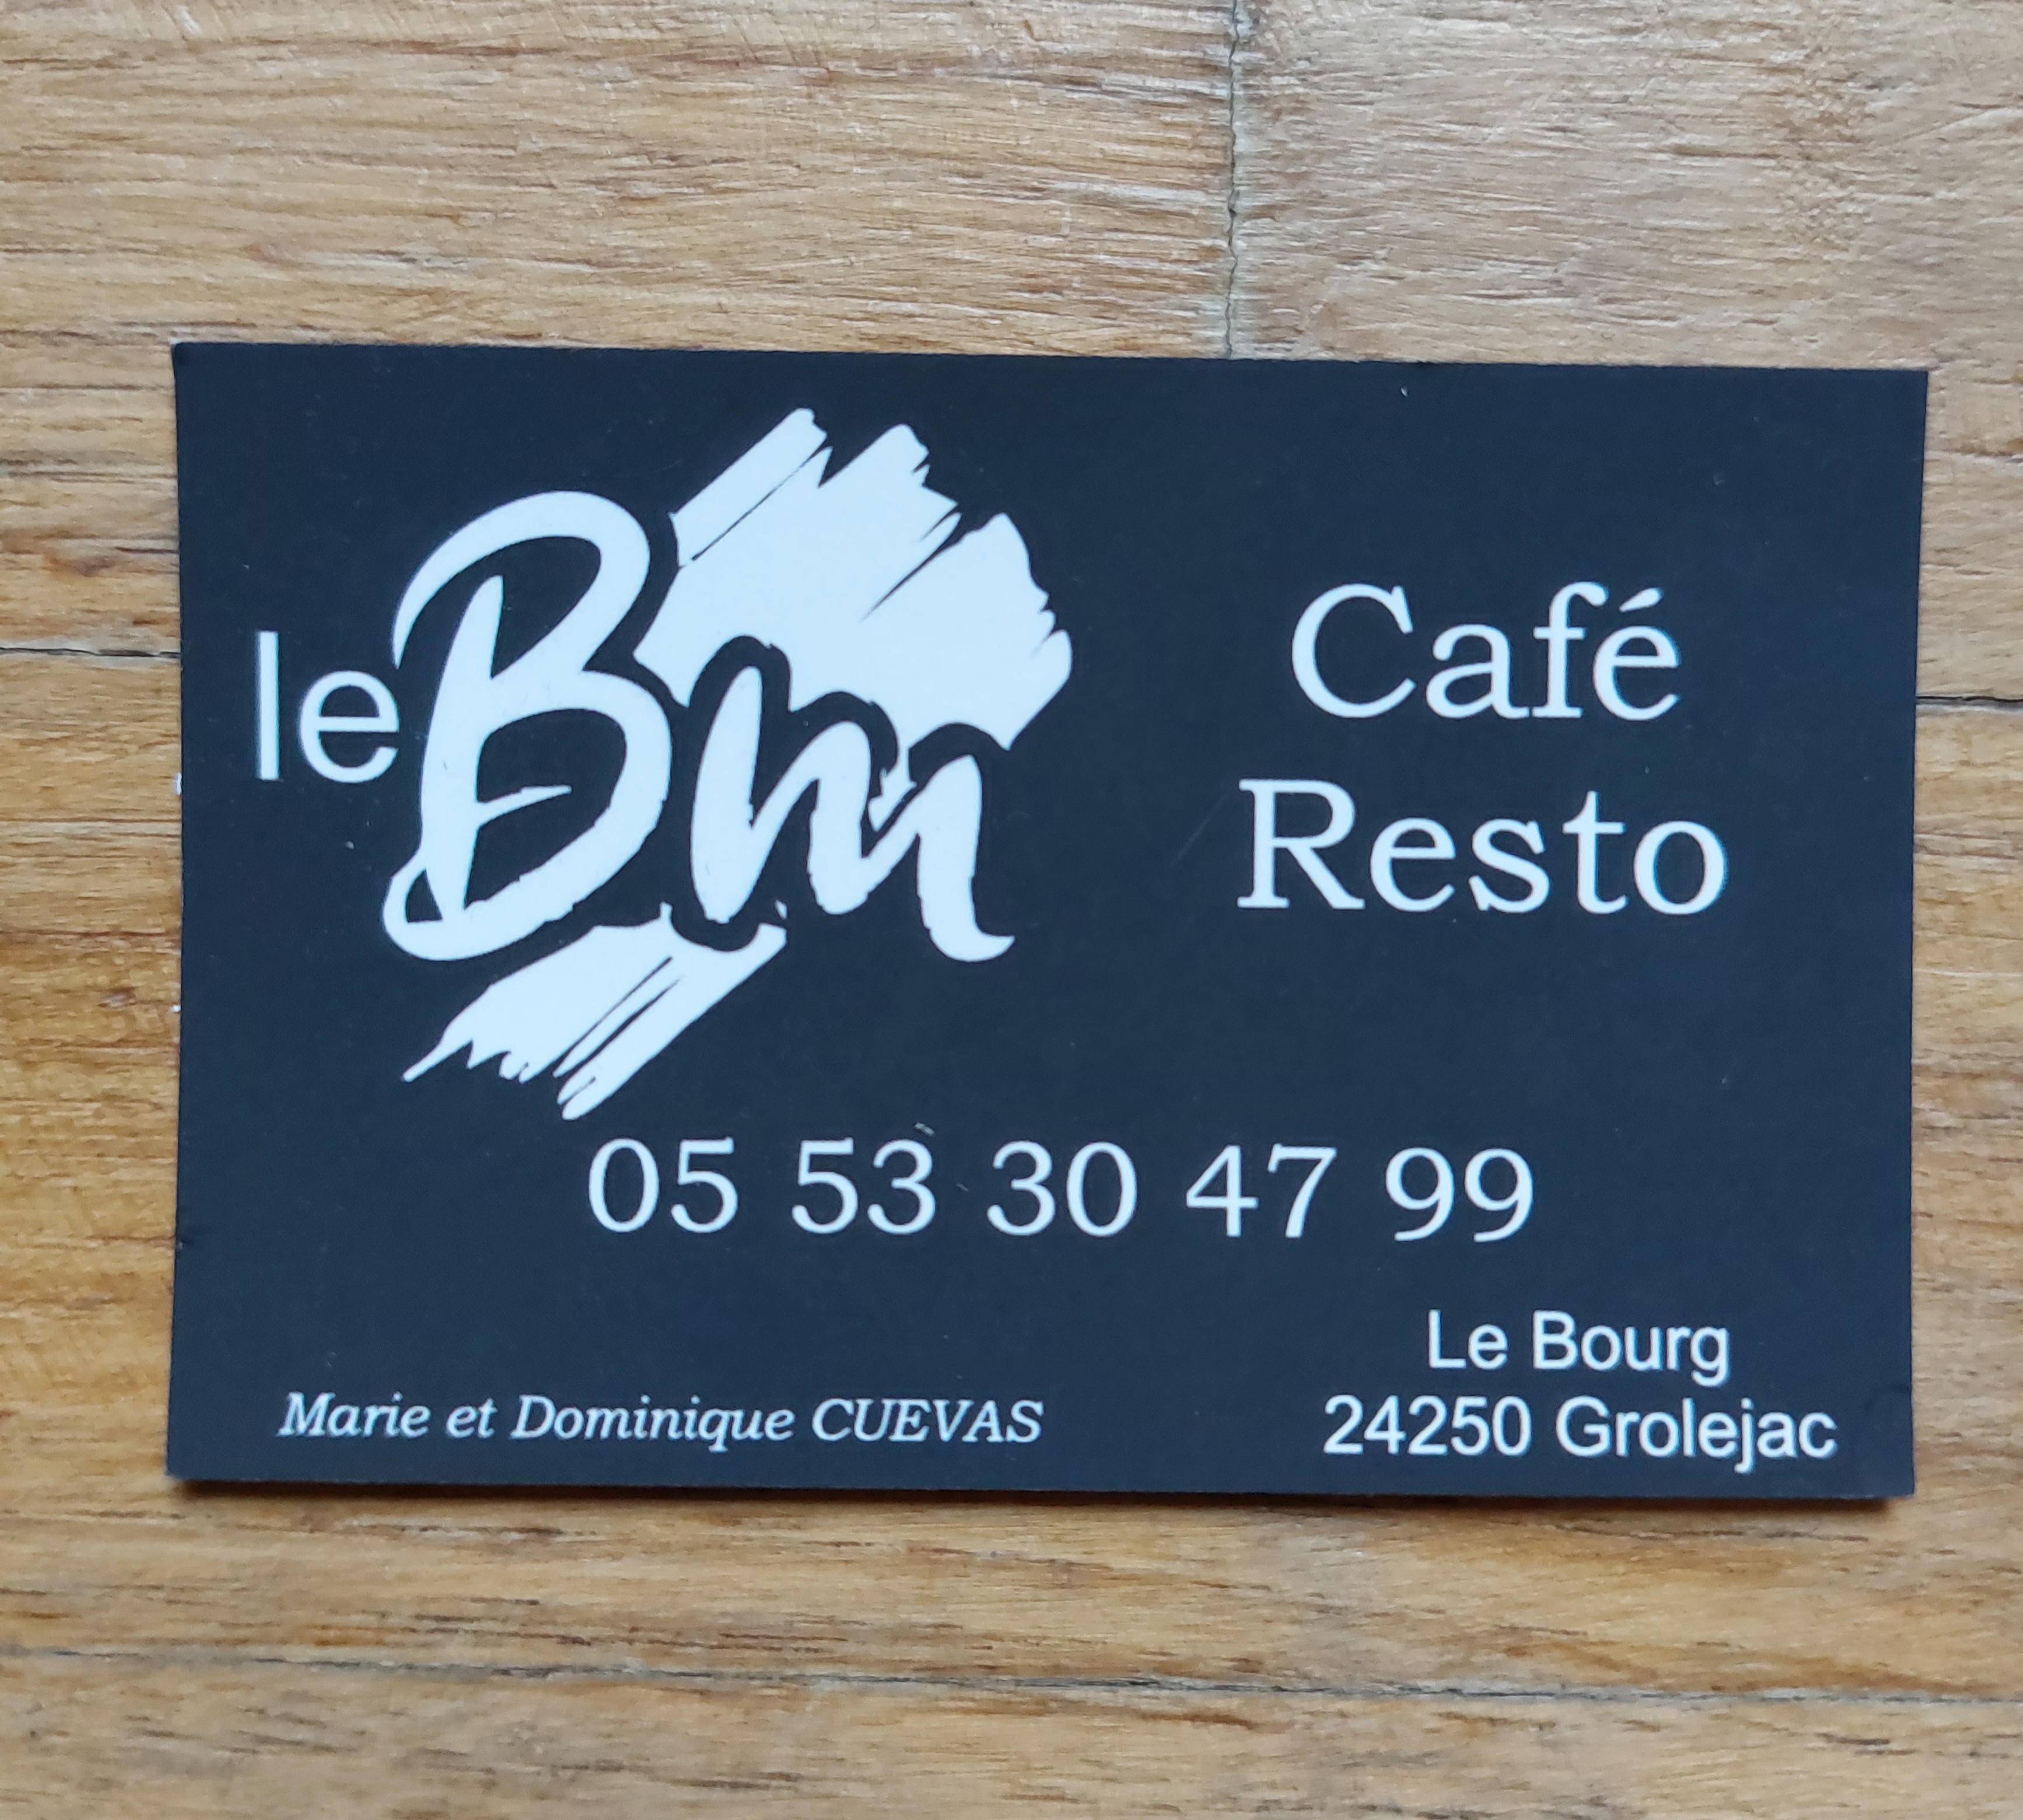 le Bm
Café
Resto
05 53 30 47 99
Marie et Dominique CUEVAS
Le Bourg
24250 Grolejac